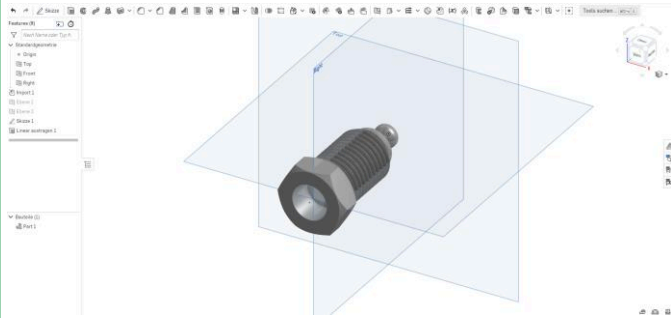 Skizze
Tools suchen...
Features (8)
Standardgeometrie
Origin
Top
Front
Right
Import 1
Ebene 1
Ebene 2
Skizze 1
Linear austragen 1
Bauteile (1)
Part 1